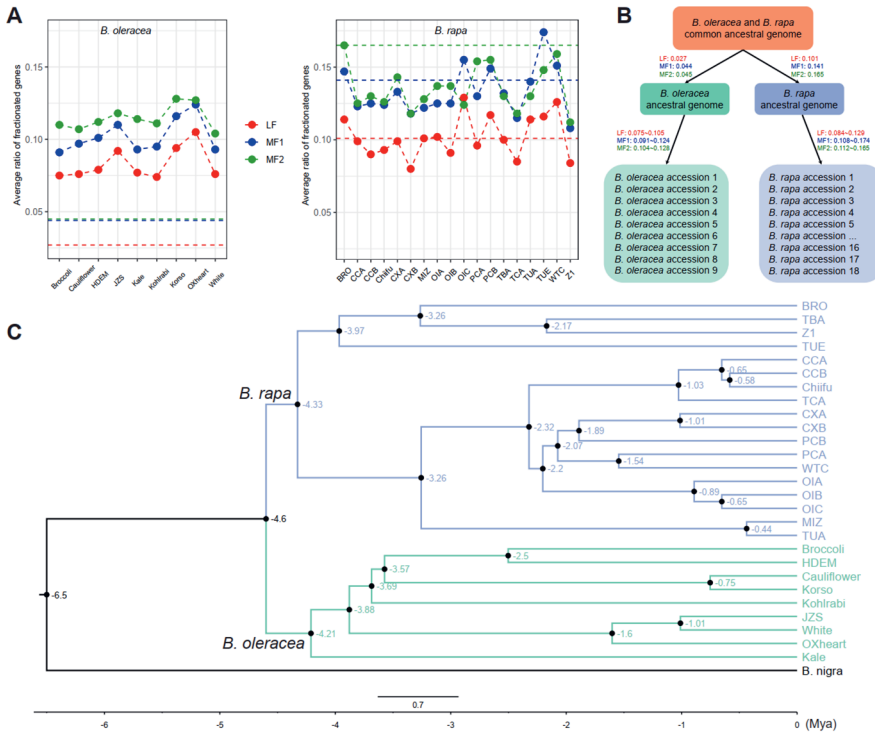 A
B. oleracea
Average ratio of fractionated genes
0.15
0.10
0.05
Broccoli
Cauliflower
HDEM
JZS
Kale
Kohlrabi
Korso
OXheart
White
LF
MF1
MF2
B. rapa
Average ratio of fractionated genes
0.15
0.10
0.05
BRO
CCA
CCB
Chifu
CXA
CXB
MIZ
OIA
OIB
OIC
PCA
PCB
TBA
TCA
TUA
TUE
WTC
Z1
B
B. oleracea and B. rapa
common ancestral genome
LF: 0.027
MF1: 0.044
MF2: 0.045
LF: 0.101
MF1: 0.141
MF2: 0.165
B. oleracea
ancestral genome
B. rapa
ancestral genome
LF: 0.075~0.105
MF1: 0.091~0.124
MF2: 0.104~0.128
LF: 0.084~0.129
MF1: 0.108~0.174
MF2: 0.112~0.165
B. oleracea accession 1
B. oleracea accession 2
B. oleracea accession 3
B. oleracea accession 4
B. oleracea accession 5
B. oleracea accession 6
B. oleracea accession 7
B. oleracea accession 8
B. oleracea accession 9
B. rapa accession 1
B. rapa accession 2
B. rapa accession 3
B. rapa accession 4
B. rapa accession 5
B. rapa accession ...
B. rapa accession 16
B. rapa accession 17
B. rapa accession 18
C
B. rapa
B. oleracea
-6.5
-4.6
-4.33
-3.97
-3.26
-2.17
-3.26
-2.32
-1.03
-0.65
-0.58
-2.2
-2.07
-1.89
-1.01
-1.54
-0.89
-0.65
-0.44
-4.21
-3.88
-3.69
-3.57
-2.5
-0.75
-1.6
-1.01
BRO
TBA
Z1
TUE
CCA
CCB
Chiifu
TCA
CXA
CXB
PCB
PCA
WTC
OIA
OIB
OIC
MIZ
TUA
Broccoli
HDEM
Cauliflower
Korso
Kohlrabi
JZS
White
OXheart
Kale
B. nigra
0.7
-6 -5 -4 -3 -2 -1 0 (Mya)